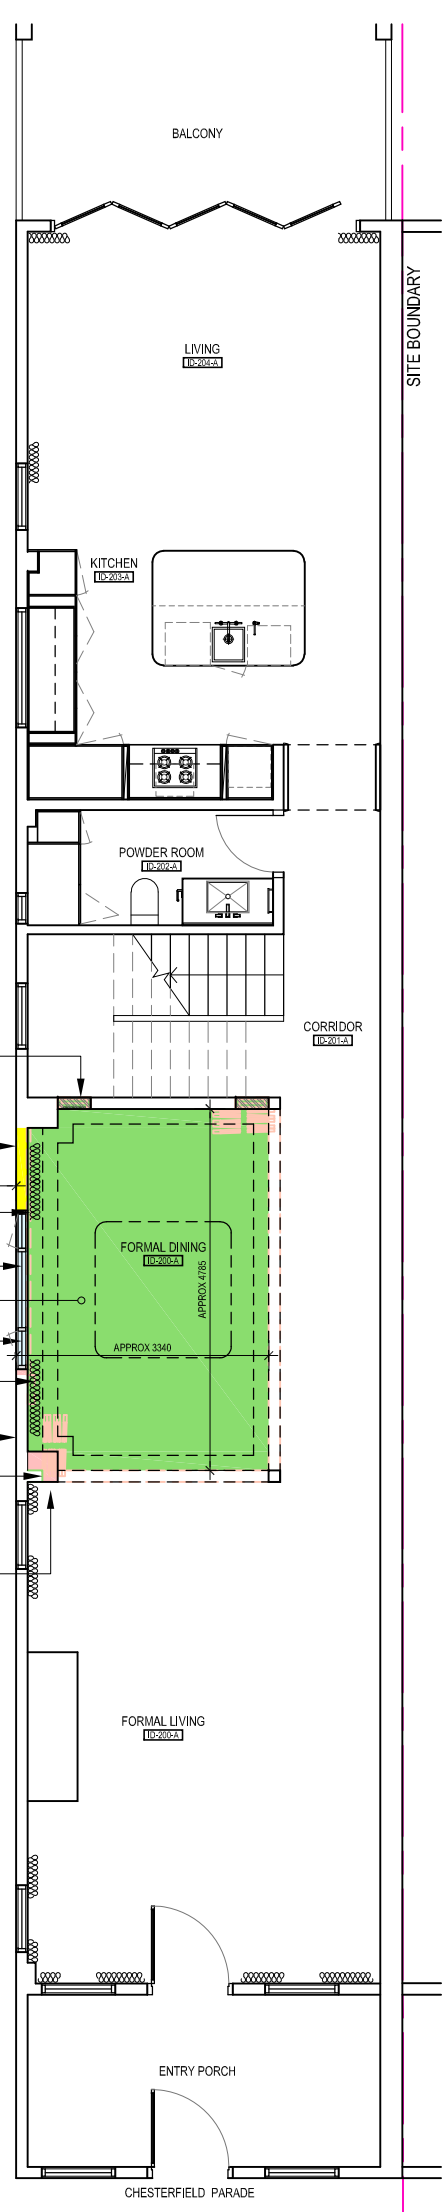 BALCONY
SITE BOUNDARY
LIVING
ID-204-A
KITCHEN
ID-203-A
POWDER ROOM
ID-202-A
CORRIDOR
ID-201-A
FORMAL DINING
ID-200-A
APPROX 4785
APPROX 3340
FORMAL LIVING
ID-200-A
ENTRY PORCH
CHESTERFIELD PARADE